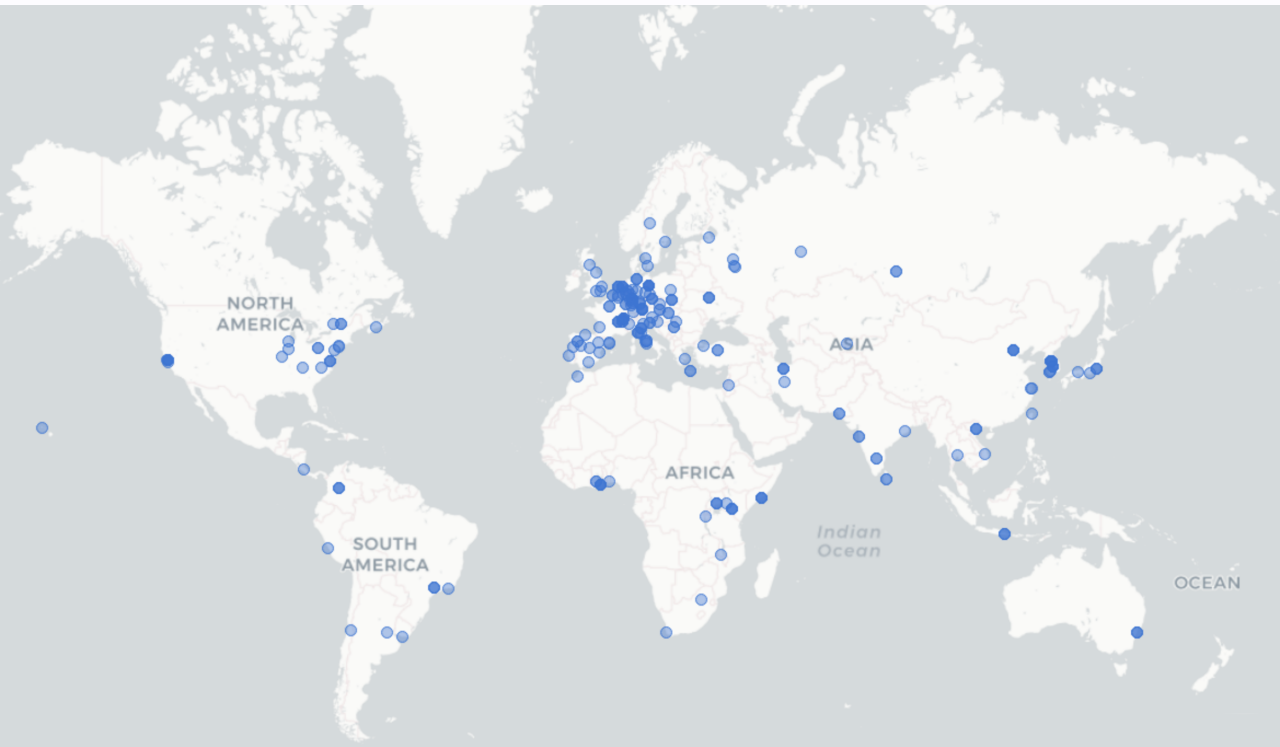 NORTH
AMERICA
ASIA
AFRICA
SOUTH
AMERICA
Indian
Ocean
OCEAN